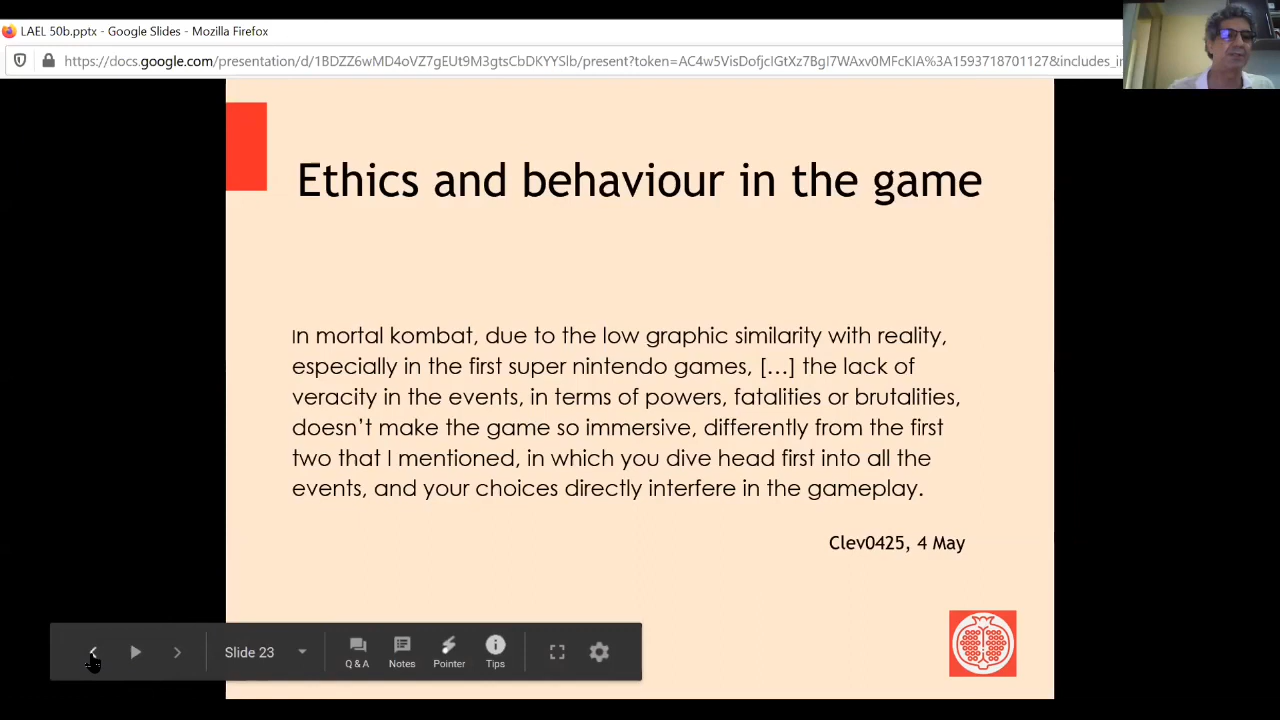 LAEL 50b.pptx - Google Slides - Mozilla Firefox
https://docs.google.com/presentation/d/1BDZZ6wMD4oVZ7gEUt9M3gtsCbDKYYSlb/present?token=AC4w5VisDofjclGtXz7BgI7WAxv0MFcKIA%3A1593718701127&includes_i
Ethics and behaviour in the game
In mortal kombat, due to the low graphic similarity with reality,
especially in the first super nintendo games, […] the lack of
veracity in the events, in terms of powers, fatalities or brutalities,
doesn’t make the game so immersive, differently from the first
two that I mentioned, in which you dive head first into all the
events, and your choices directly interfere in the gameplay.
Clev0425, 4 May
Slide 23
Q & A
Notes
Pointer
Tips